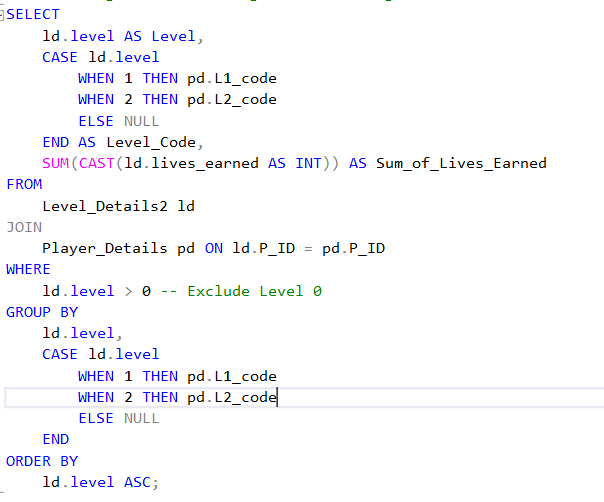 SELECT
    ld.level AS Level,
    CASE ld.level
        WHEN 1 THEN pd.L1_code
        WHEN 2 THEN pd.L2_code
        ELSE NULL
    END AS Level_Code,
    SUM(CAST(ld.lives_earned AS INT)) AS Sum_of_Lives_Earned
FROM
    Level_Details2 ld
JOIN
    Player_Details pd ON ld.P_ID = pd.P_ID
WHERE
    ld.level > 0 -- Exclude Level 0
GROUP BY
    ld.level,
    CASE ld.level
        WHEN 1 THEN pd.L1_code
        WHEN 2 THEN pd.L2_code
        ELSE NULL
    END
ORDER BY
    ld.level ASC;